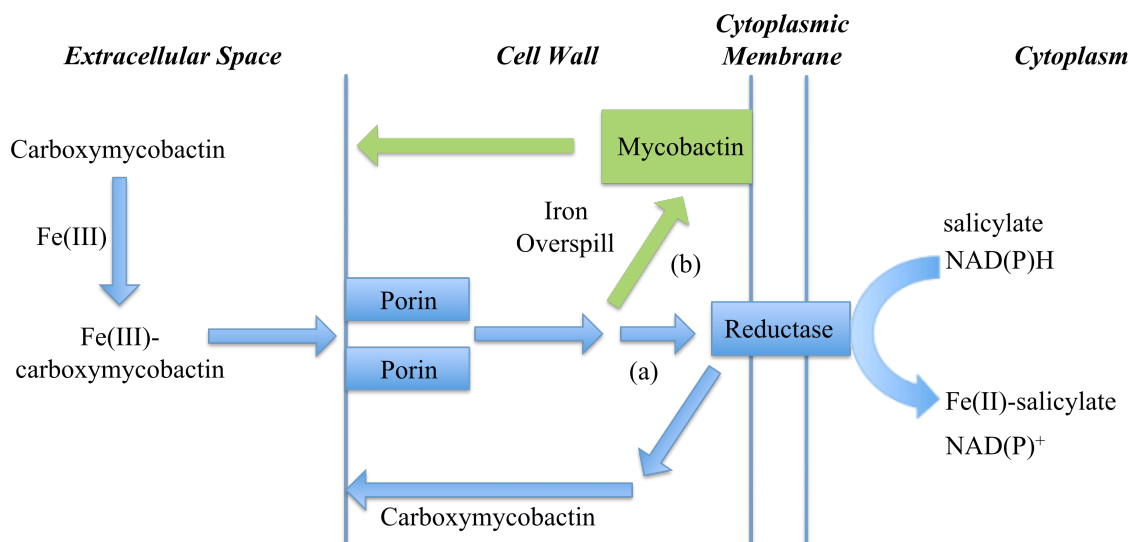 Extracellular Space
Cell Wall
Cytoplasmic
Membrane
Cytoplasm
Carboxymycobactin
Fe(III)
Fe(III)-
carboxymycobactin
Porin
Porin
Mycobactin
Iron
Overspill
(b)
(a)
Reductase
Carboxymycobactin
salicylate
NAD(P)H
Fe(II)-salicylate
NAD(P)⁺